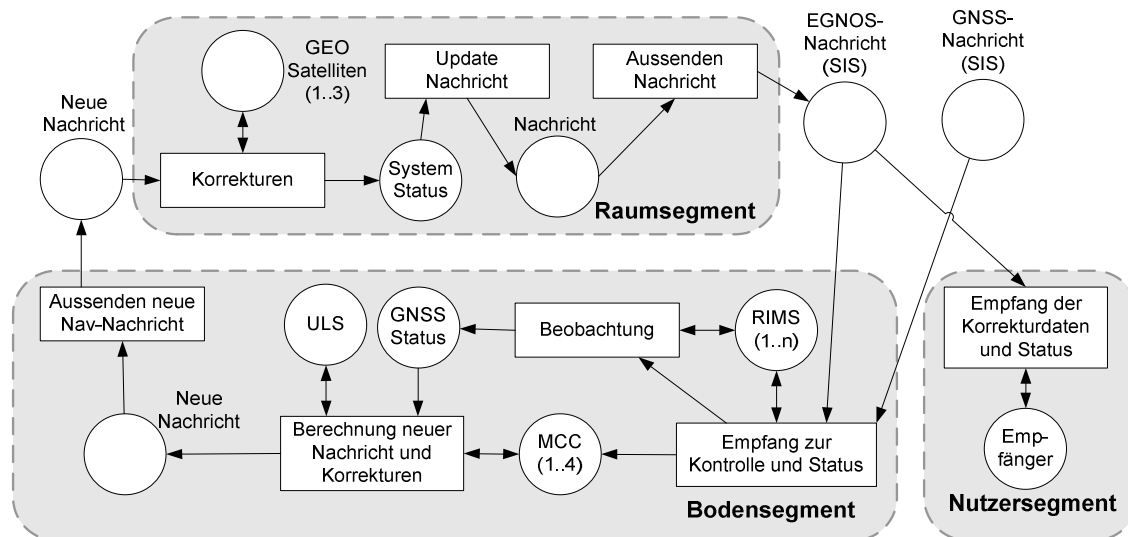 EGNOS-
Nachricht
(SIS)
GNSS-
Nachricht
(SIS)
GEO
Satelliten
(1..3)
Update
Nachricht
Aussenden
Nachricht
Neue
Nachricht
Nachricht
Korrekturen
System
Status
Raumsegment
Aussenden neue
Nav-Nachricht
ULS
GNSS
Status
Beobachtung
RIMS
(1..n)
Empfang der
Korrekturdaten
und Status
Neue
Nachricht
Berechnung neuer
Nachricht und
Korrekturen
MCC
(1..4)
Empfang zur
Kontrolle und Status
Emp-
fänger
Bodensegment
Nutzersegment